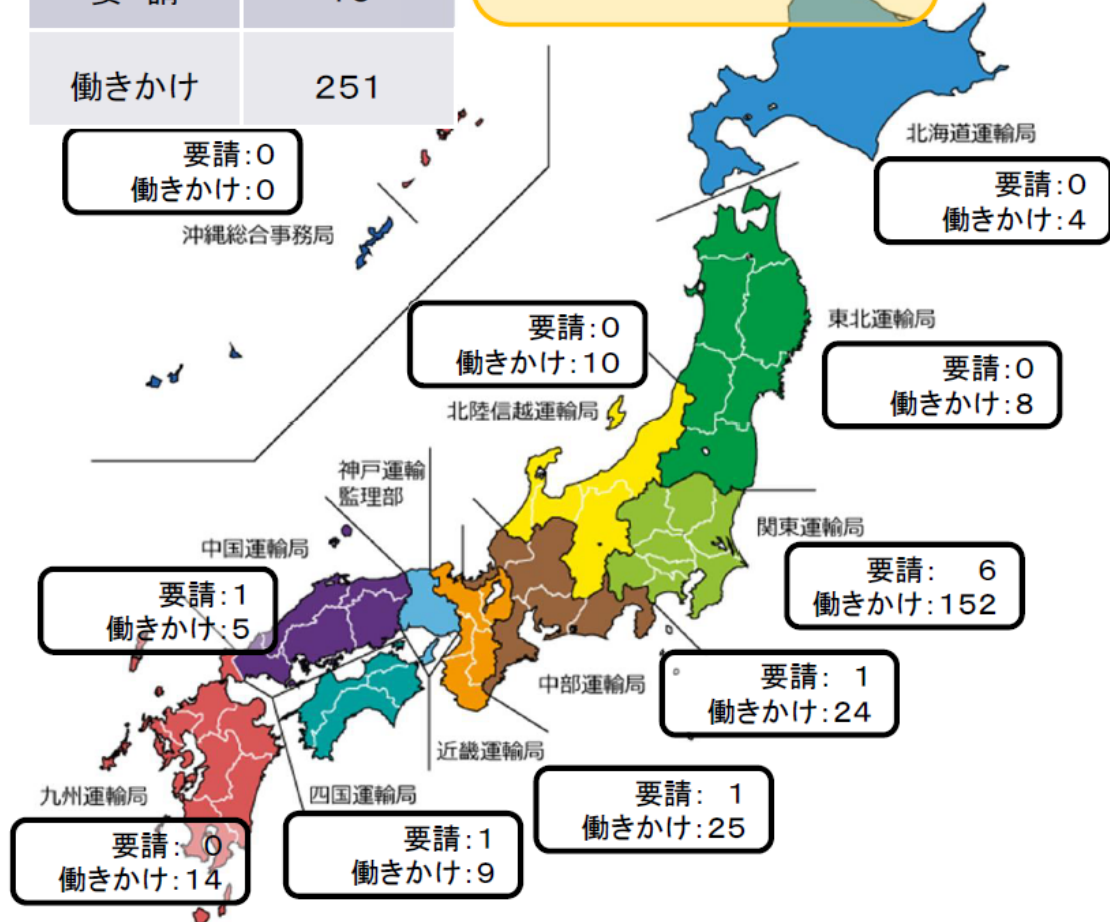 働きかけ 251
要請:0
働きかけ:0
沖縄総合事務局
北海道運輸局
要請:0
働きかけ:4
要請:0
働きかけ:10
北陸信越運輸局
東北運輸局
要請:0
働きかけ:8
神戸運輸
監理部
中国運輸局
要請:1
働きかけ:5
関東運輸局
要請: 6
働きかけ:152
中部運輸局
要請: 1
働きかけ:24
近畿運輸局
要請: 1
働きかけ:25
九州運輸局
要請: 0
働きかけ:14
四国運輸局
要請:1
働きかけ:9